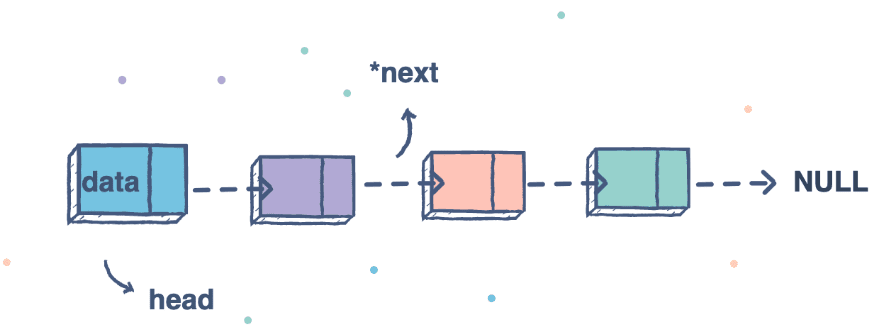 *next
data
NULL
head